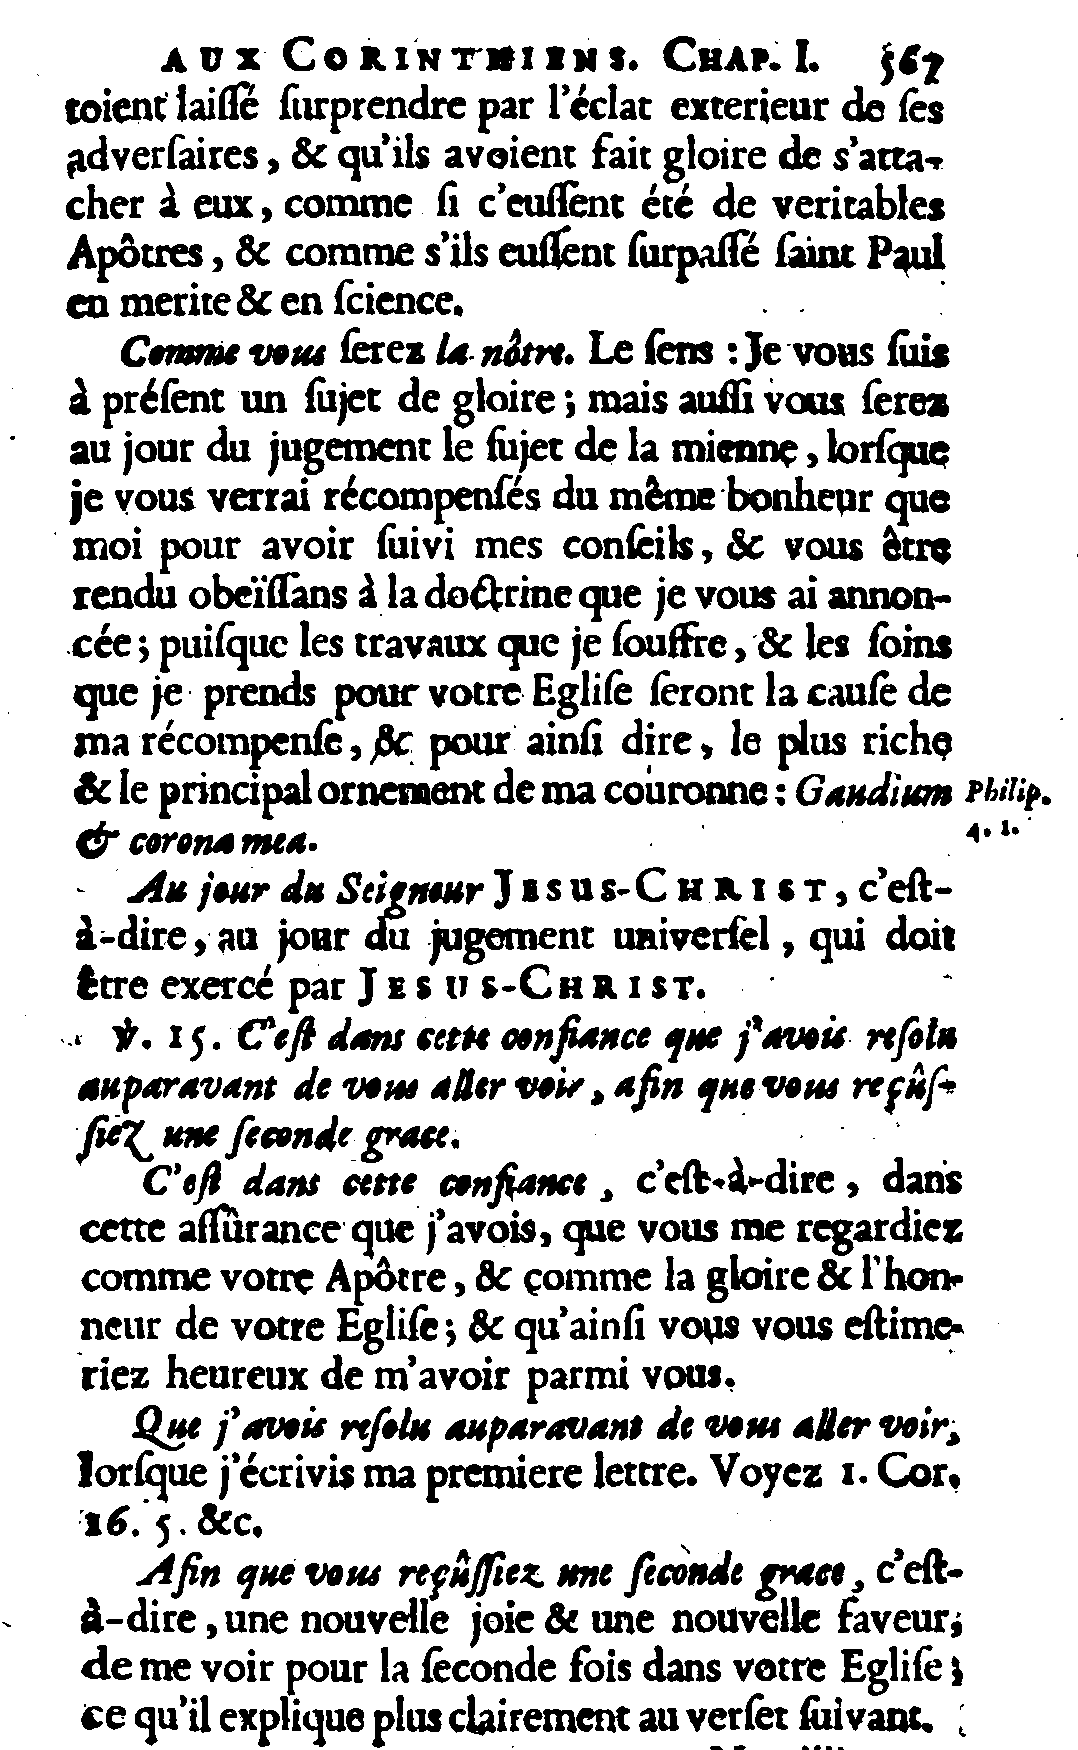 AUX CORINTHIENS. CHAP. I. 567
toient laiſſé ſurprendre par l'éclat exterieur de ſes
adverſaires, & qu'ils avoient fait gloire de s'atta-
cher à eux, comme ſi c'euſſent été de veritables
Apôtres, & comme s'ils euſſent ſurpaſſé ſaint Paul
en merite & en ſcience.
Comme vous ſerez la nôtre. Le ſens : Je vous ſuis
à préſent un ſujet de gloire ; mais auſſi vous ſerez
au jour du jugement le ſujet de la mienne, lorſque
je vous verrai récompenſés du même bonheur que
moi pour avoir ſuivi mes conſeils, & vous être
rendu obeïſſans à la doctrine que je vous ai annon-
cée ; puiſque les travaux que je ſouffre, & les ſoins
que je prends pour votre Egliſe ſeront la cauſe de
ma récompenſe, & pour ainſi dire, le plus riche
& le principal ornement de ma couronne : Gaudium
& corona mea.
Philip.
4. 1.
Au jour du Seigneur JESUS-CHRIST, c'eſt-
à-dire, au jour du jugement univerſel, qui doit
être exercé par JESUS-CHRIST.
℣. 15. C'eſt dans cette confiance que j'avois reſolu
auparavant de vous aller voir, afin que vous reçûſ-
ſiez une ſeconde grace.
C'eſt dans cette confiance, c'eſt-à-dire, dans
cette aſſûrance que j'avois, que vous me regardiez
comme votre Apôtre, & comme la gloire & l'hon-
neur de votre Egliſe ; & qu'ainſi vous vous eſtime-
riez heureux de m'avoir parmi vous.
Que j'avois reſolu auparavant de vous aller voir,
lorſque j'écrivis ma premiere lettre. Voyez 1. Cor.
16. 5. &c.
Afin que vous reçûſſiez une ſeconde grace, c'eſt-
à-dire, une nouvelle joie & une nouvelle faveur,
de me voir pour la ſeconde fois dans votre Egliſe ;
ce qu'il explique plus clairement au verſet ſuivant.